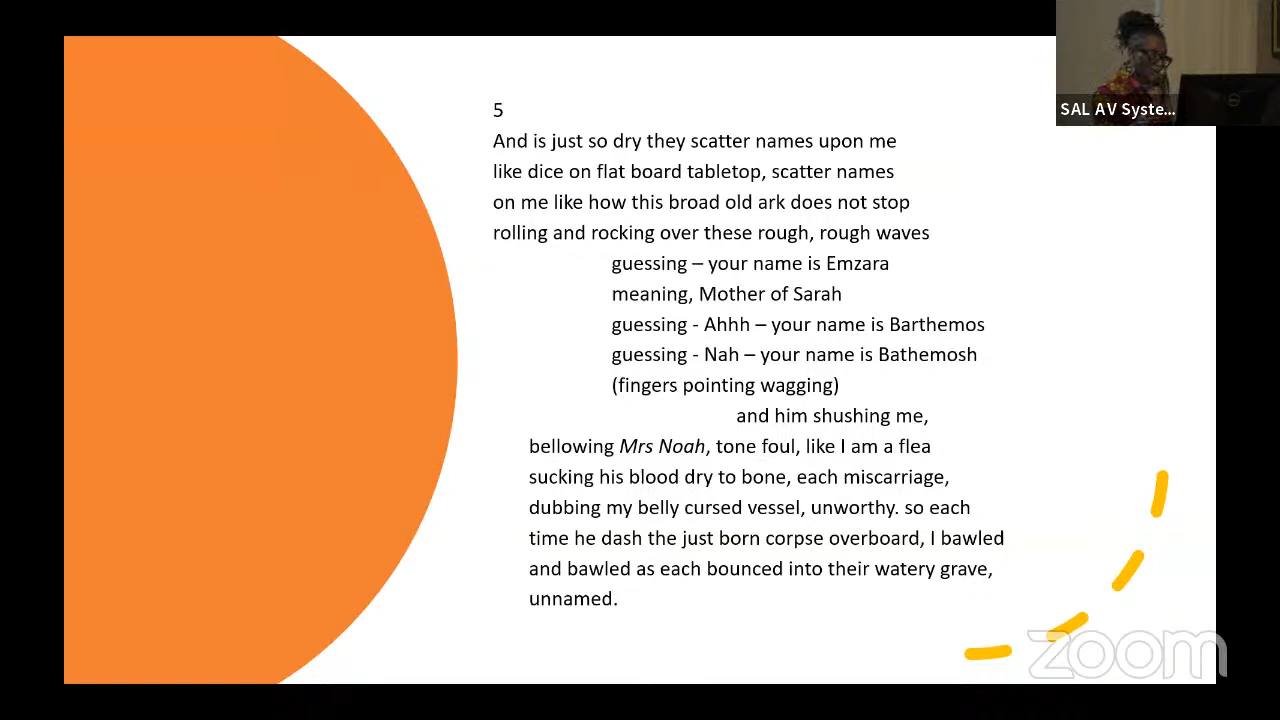 5
And is just so dry they scatter names upon me
like dice on flat board tabletop, scatter names
on me like how this broad old ark does not stop
rolling and rocking over these rough, rough waves
guessing – your name is Emzara
meaning, Mother of Sarah
guessing - Ahhh – your name is Barthemos
guessing - Nah – your name is Bathemosh
(fingers pointing wagging)
and him shushing me,
bellowing Mrs Noah, tone foul, like I am a flea
sucking his blood dry to bone, each miscarriage,
dubbing my belly cursed vessel, unworthy. so each
time he dash the just born corpse overboard, I bawled
and bawled as each bounced into their watery grave,
unnamed.
SAL AV Syste...
zoom